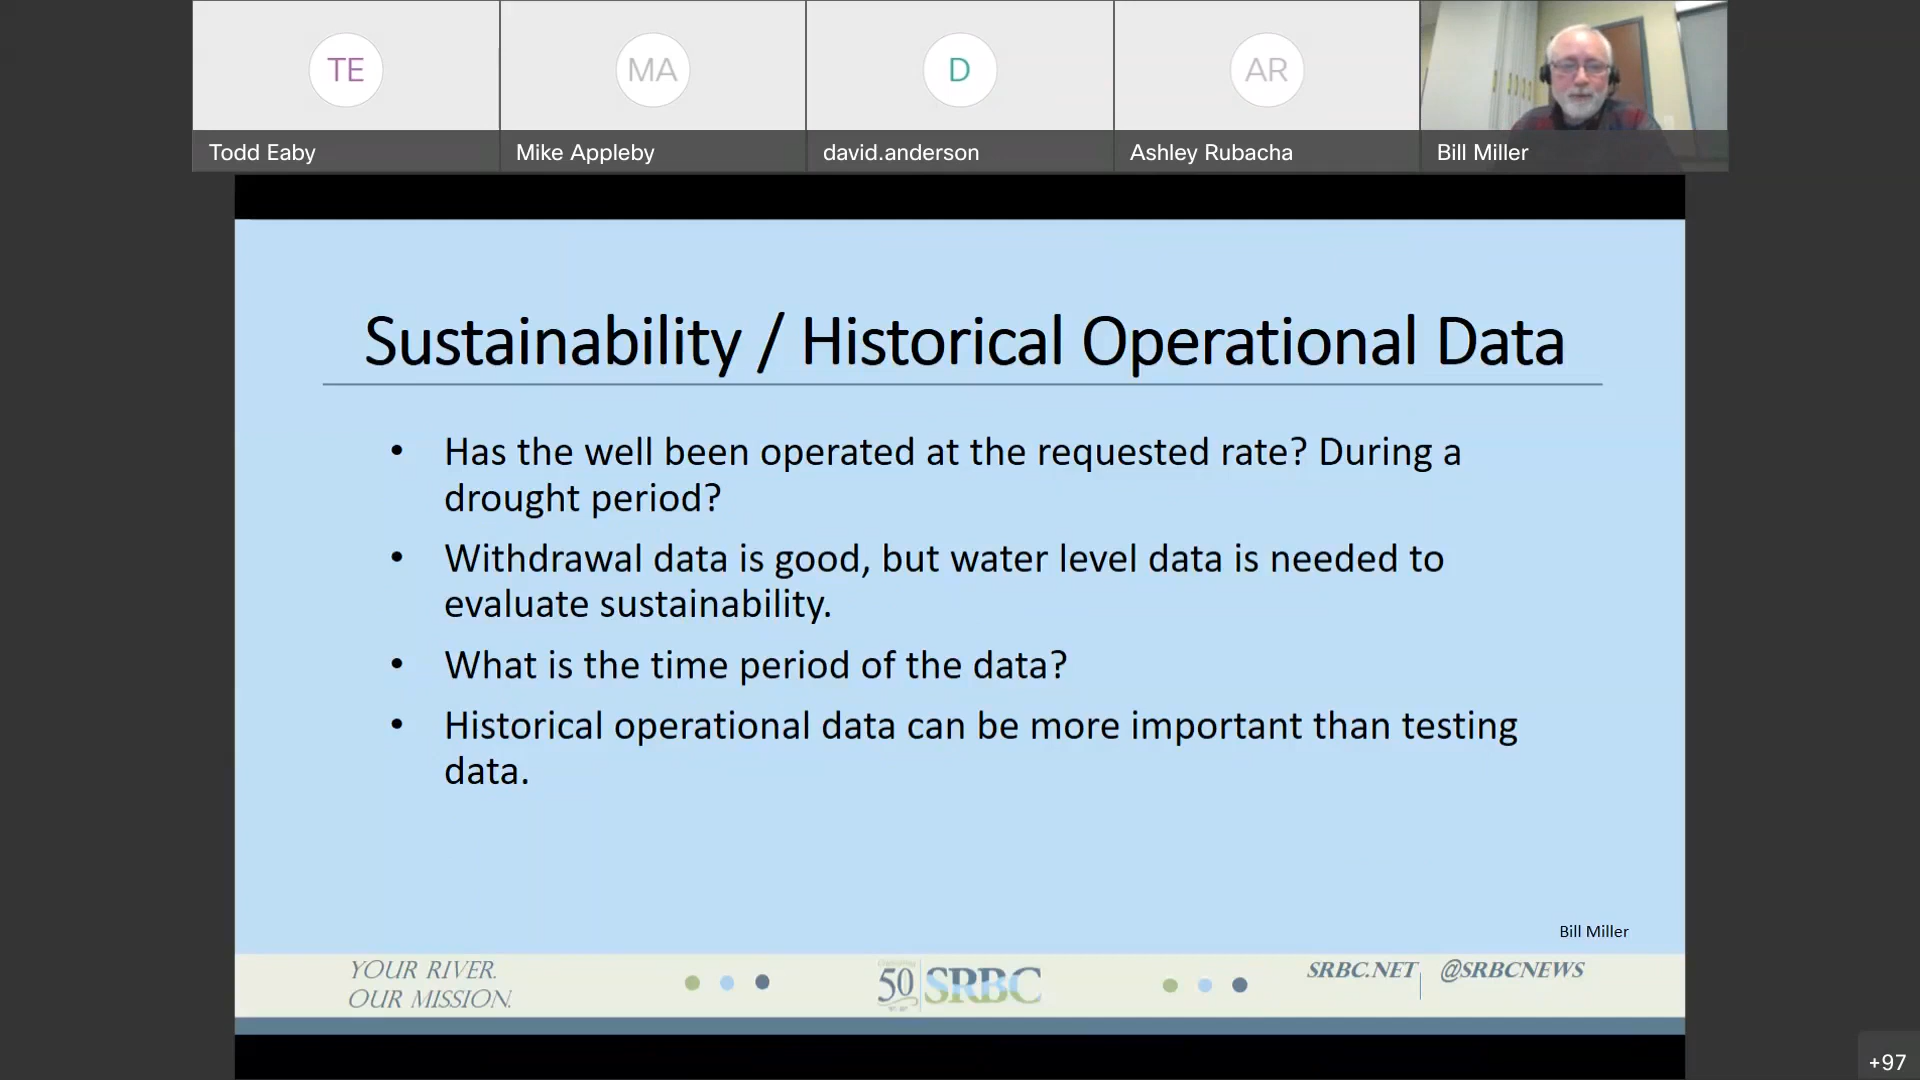 TE
MA
D
AR
Todd Eaby
Mike Appleby
david.anderson
Ashley Rubacha
Bill Miller
Sustainability / Historical Operational Data
• Has the well been operated at the requested rate? During a
drought period?
• Withdrawal data is good, but water level data is needed to
evaluate sustainability.
• What is the time period of the data?
• Historical operational data can be more important than testing
data.
Bill Miller
YOUR RIVER.
OUR MISSION.
50 SRBC
SRBC.NET | @SRBCNEWS
+97